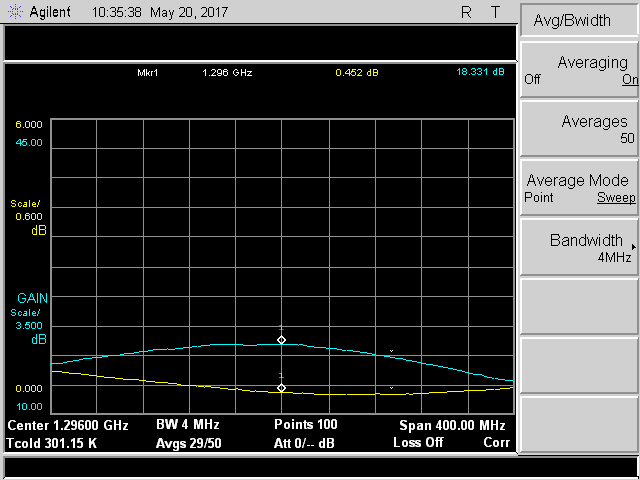 Agilent 10:35:38 May 20, 2017 R T
Mkr1 1.296 GHz 0.452 dB 18.331 dB
6.000
45.00
Scale/
0.600
dB
GAIN
Scale/
3.500
dB
0.000
10.00
1
1
Center 1.29600 GHz BW 4 MHz Points 100 Span 400.00 MHz
Tcold 301.15 K Avgs 29/50 Att 0/-- dB Loss Off Corr
Avg/Bwidth
Averaging
Off On
Averages
50
Average Mode
Point Sweep
Bandwidth
4MHz